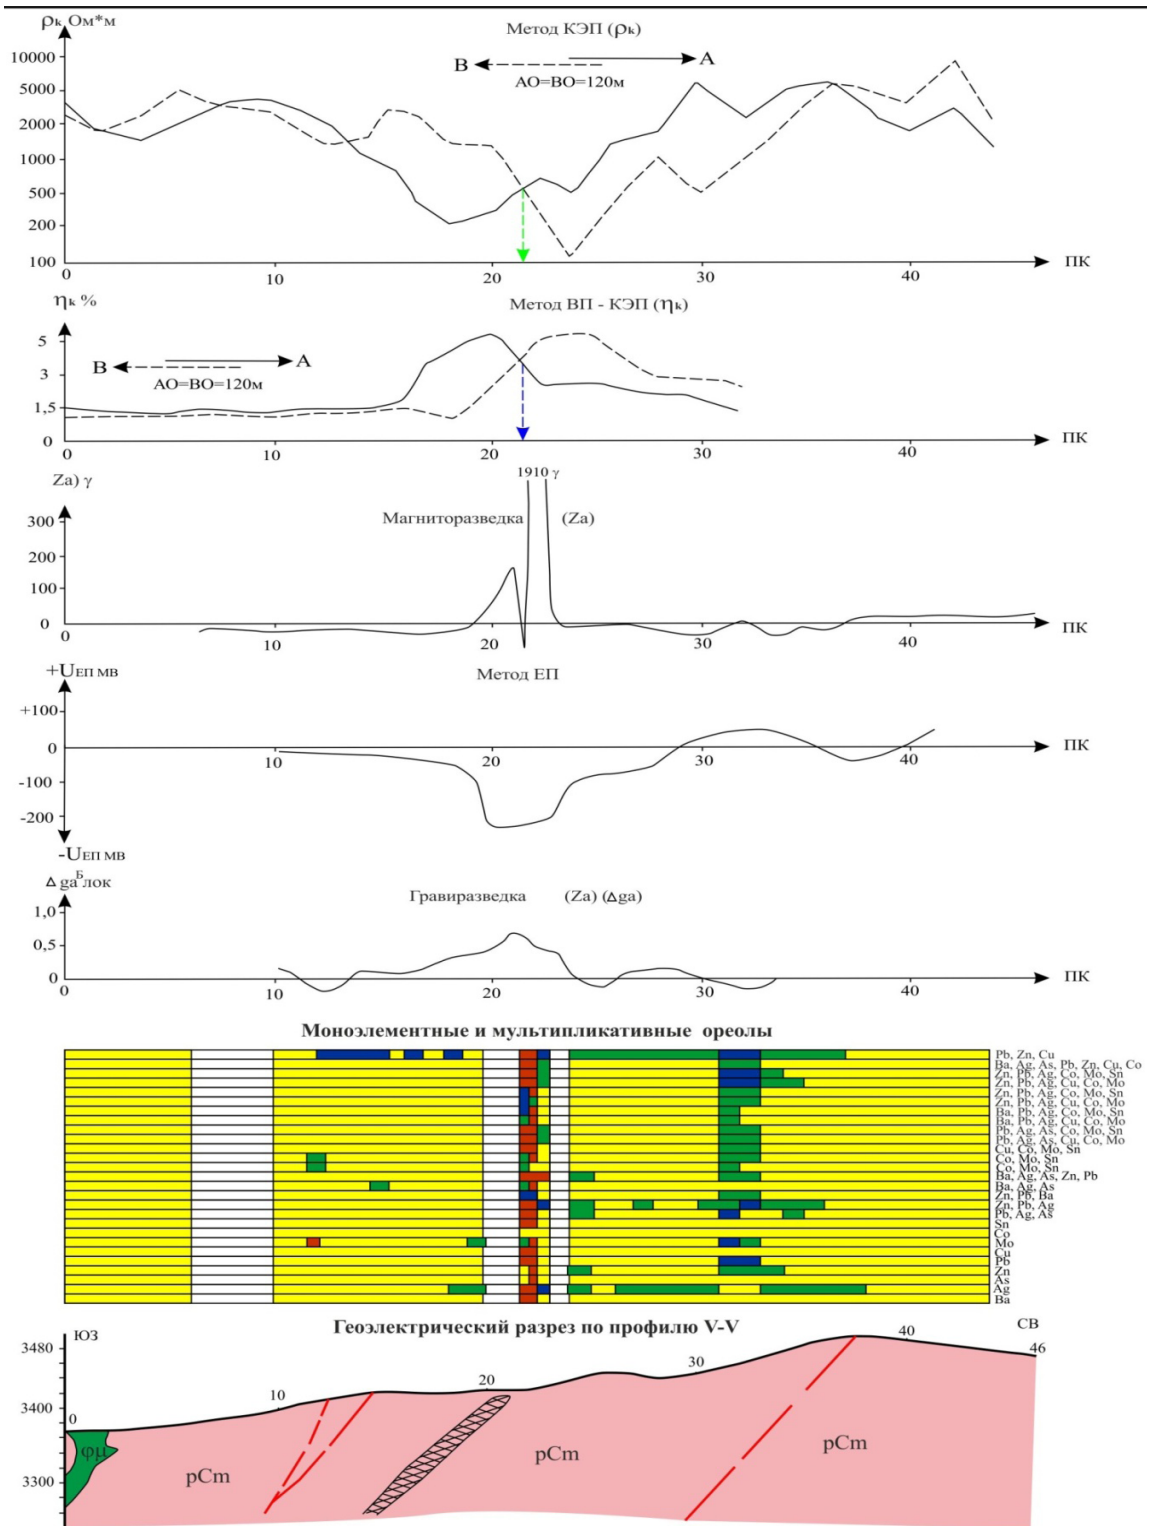 ρk Ом*м
Метод КЭП (ρк)
B A
АО=ВО=120м
10000
5000
2000
1000
500
200
100
0 10 20 30 40 ПК
ηk %
Метод ВП - КЭП (ηк)
B A
АО=ВО=120м
5
3
1,5
0
0 10 20 30 40 ПК
Za) γ
1910 γ
Магниторазведка (Za)
300
200
100
0
0 10 20 30 40 ПК
+UЕП МВ
Метод ЕП
+100
0
10 20 30 40 ПК
-100
-200
-UЕП МВ
Δ gaБлок
Гравиразведка (Za) (Δga)
1,0
0,5
0
0 10 20 30 40 ПК
Моноэлементные и мультипликативные ореолы
Pb, Zn, Cu
Ba, Ag, As, Pb, Zn, Cu, Co
Zn, Pb, Ag, Co, Mo, Sn
Zn, Pb, Ag, Cu, Co, Mo
Zn, Pb, Ag, Co, Mo, Sn
Zn, Pb, Ag, Cu, Co, Mo
Ba, Pb, Ag, Co, Mo, Sn
Ba, Pb, Ag, Cu, Co, Mo
Pb, Ag, As, Co, Mo, Sn
Pb, Ag, As, Cu, Co, Mo
Cu, Co, Mo, Sn
Co, Mo, Sn
Co, Mo, Sn
Ba, Ag, As, Zn, Pb
Ba, Ag, As
Zn, Pb, Ba
Zn, Pb, Ag
Pb, Ag, As
Sn
Co
Mo
Cu
Pb
Zn
As
Ag
Ba
Геоэлектрический разрез по профилю V-V
ЮЗ СВ
3480
3400
3300
0 10 20 30 40 46
φμ
pCm
pCm
pCm